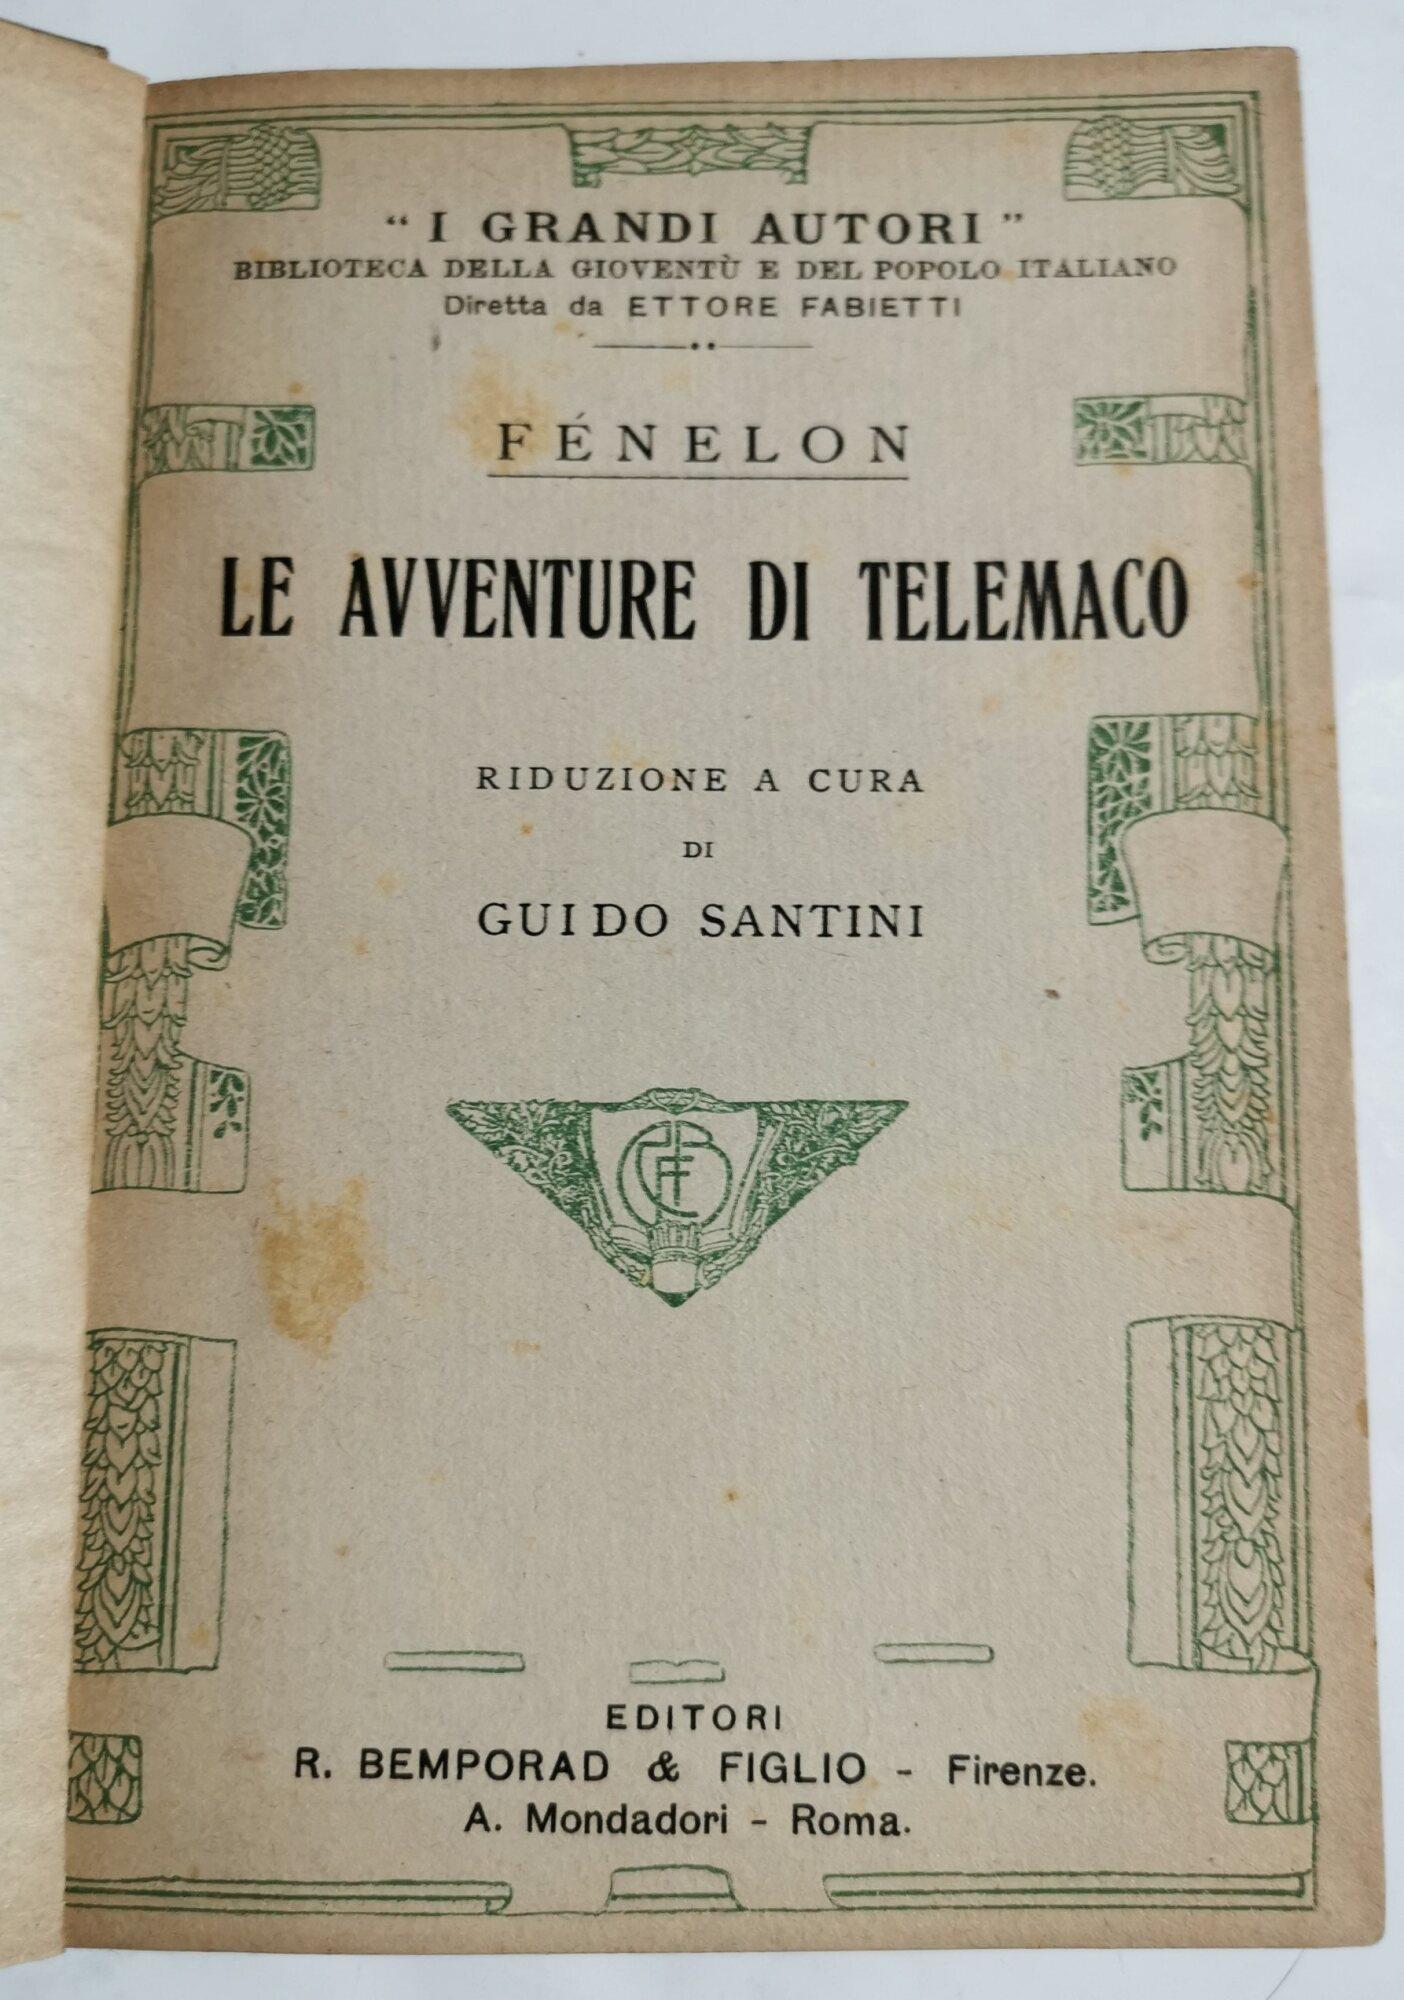 " I GRANDI AUTORI "
BIBLIOTECA DELLA GIOVENTÙ E DEL POPOLO ITALIANO
Diretta da ETTORE FABIETTI
FÉNELON
LE AVVENTURE DI TELEMACO
RIDUZIONE A CURA
DI
GUIDO SANTINI
EDITORI
R. BEMPORAD & FIGLIO - Firenze.
A. Mondadori - Roma.